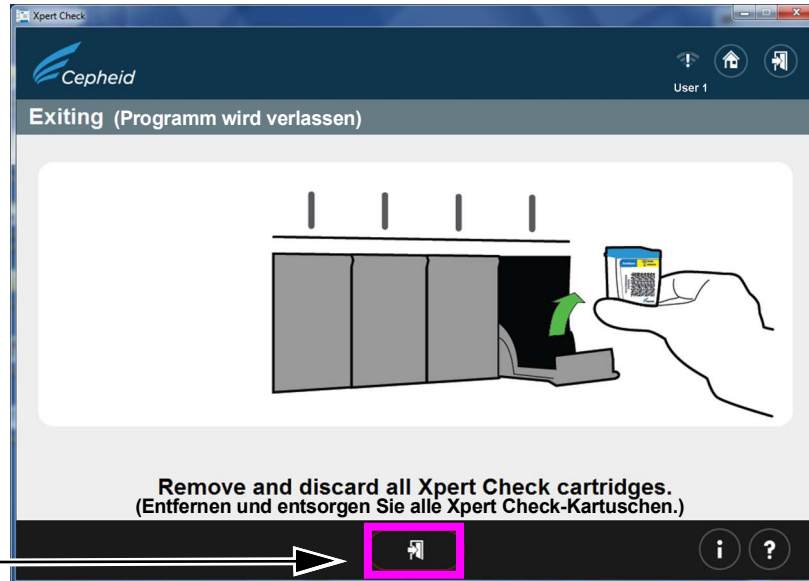 Xpert Check
Cepheid
User 1
Exiting (Programm wird verlassen)
Remove and discard all Xpert Check cartridges.
(Entfernen und entsorgen Sie alle Xpert Check-Kartuschen.)
i ?